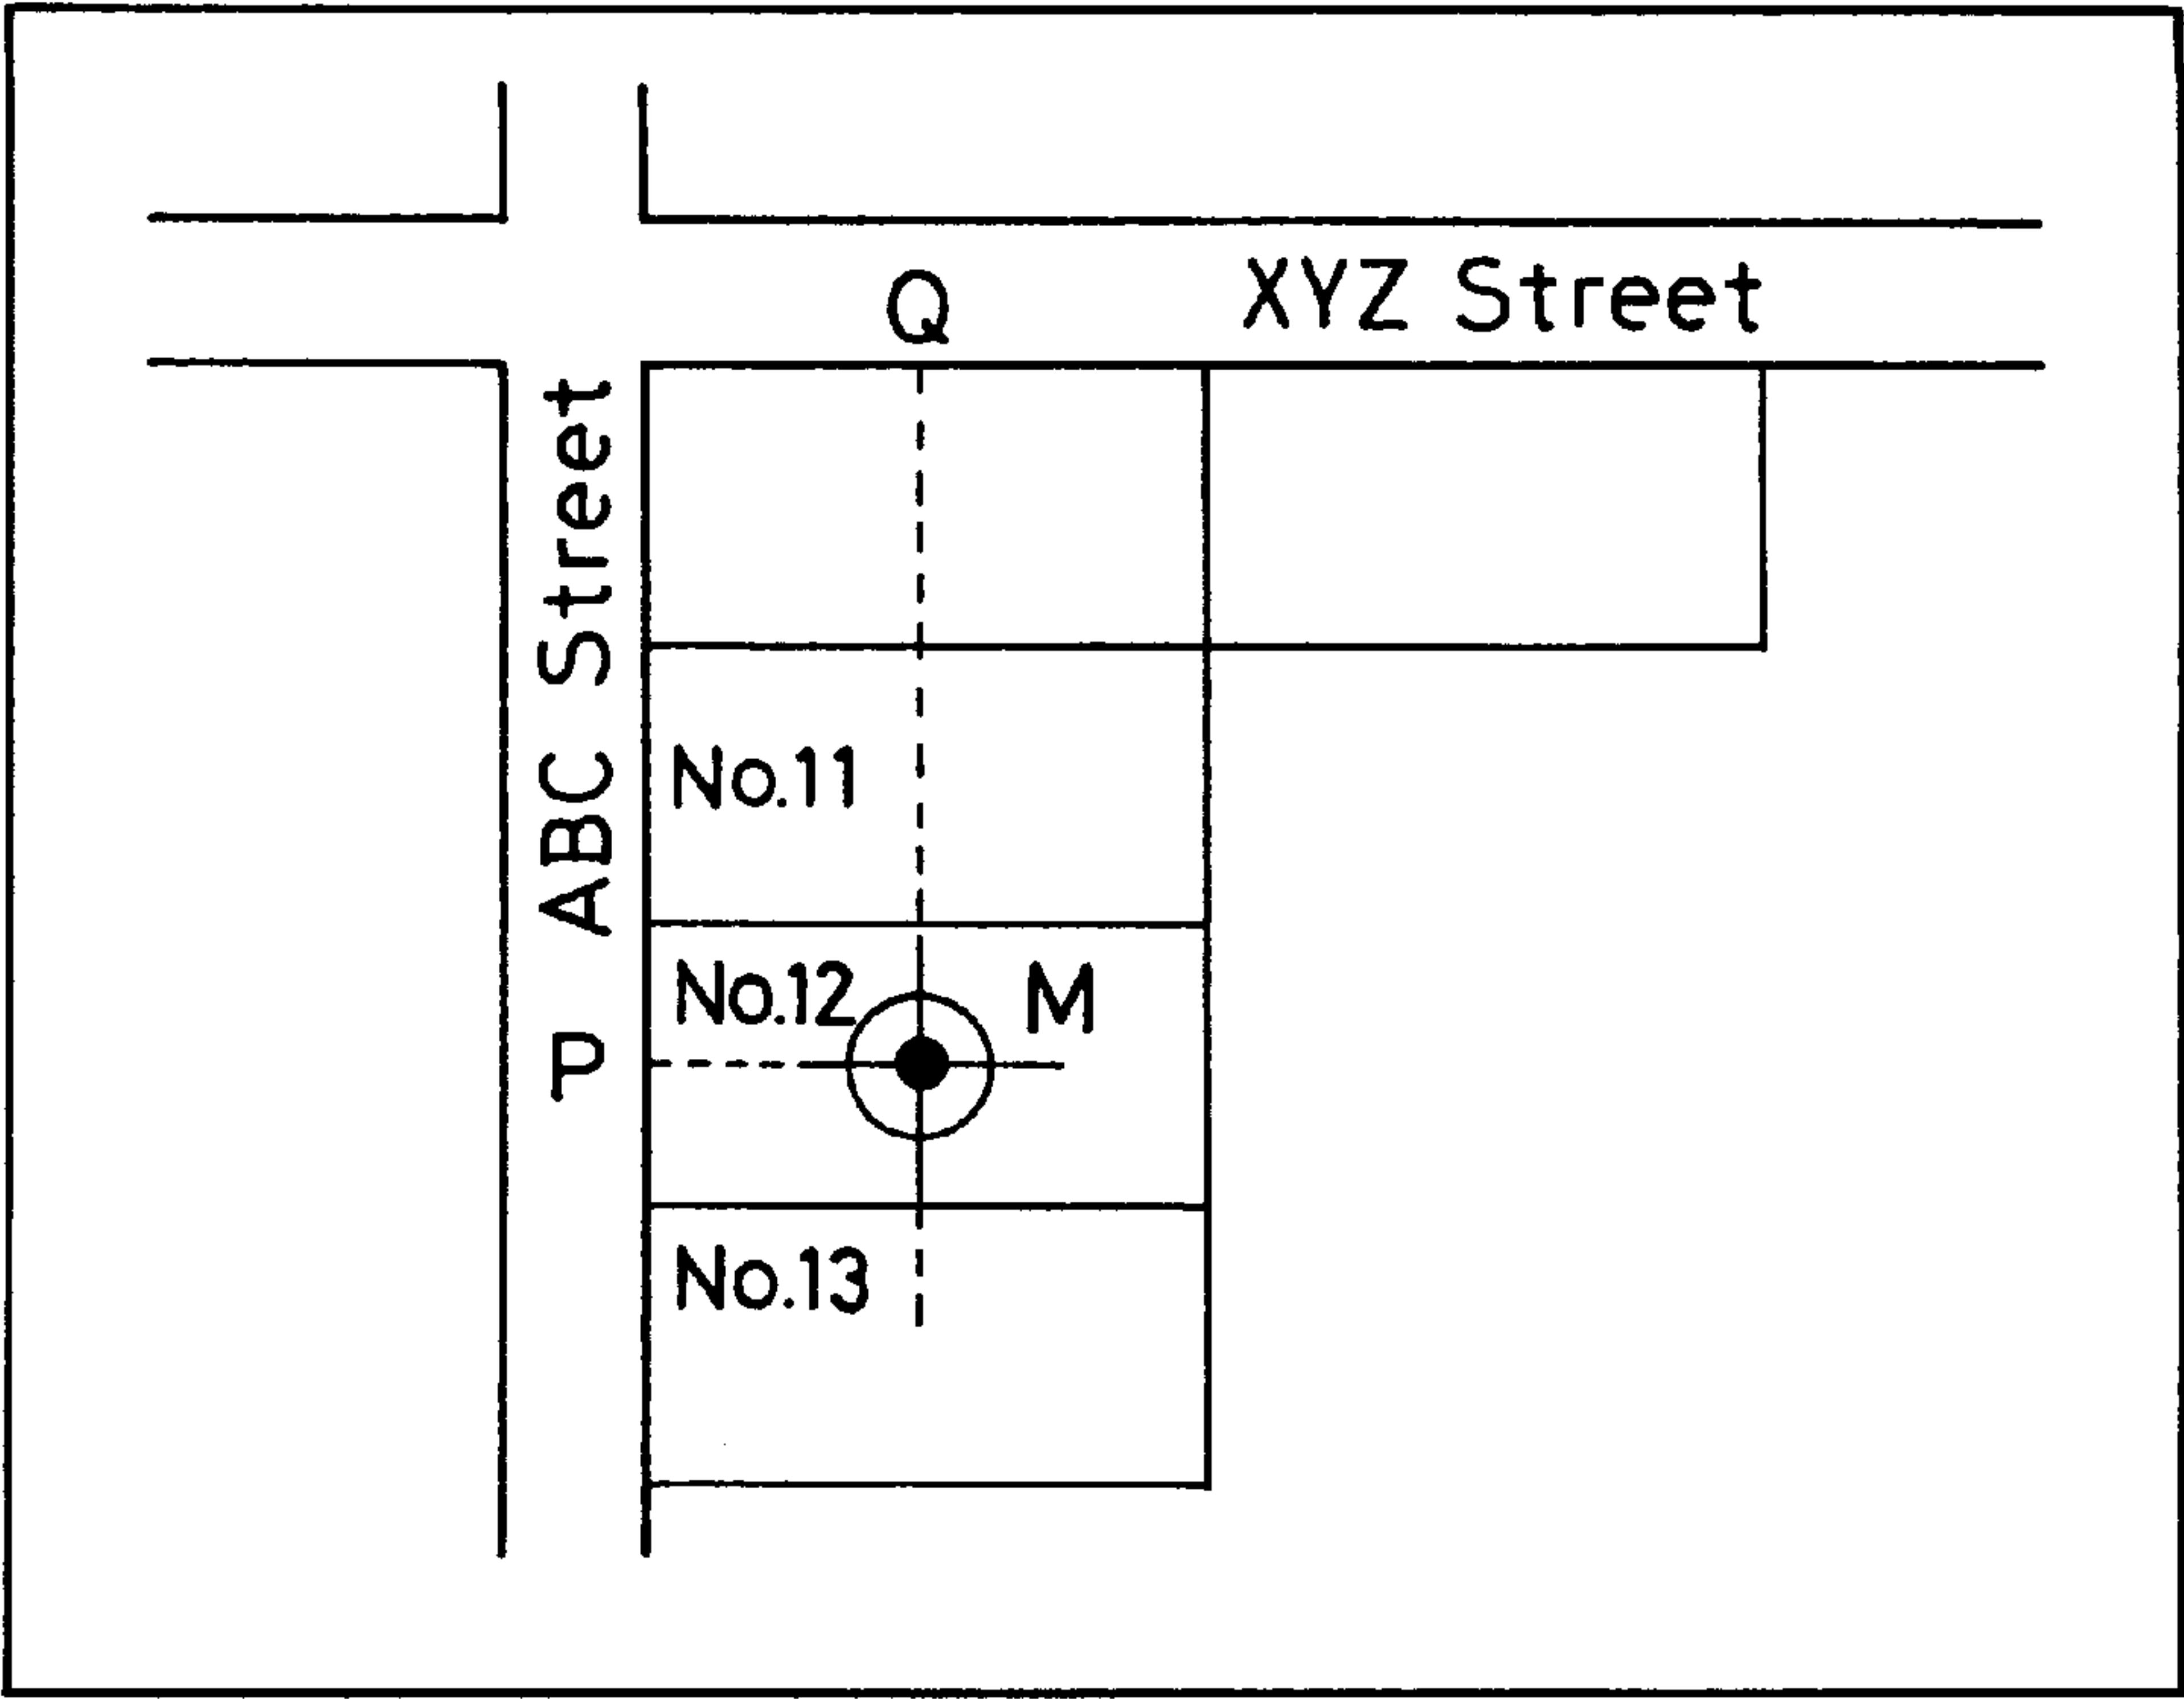 Q
XYZ Street
ABC Street
No.11
No.12
M
P
No.13